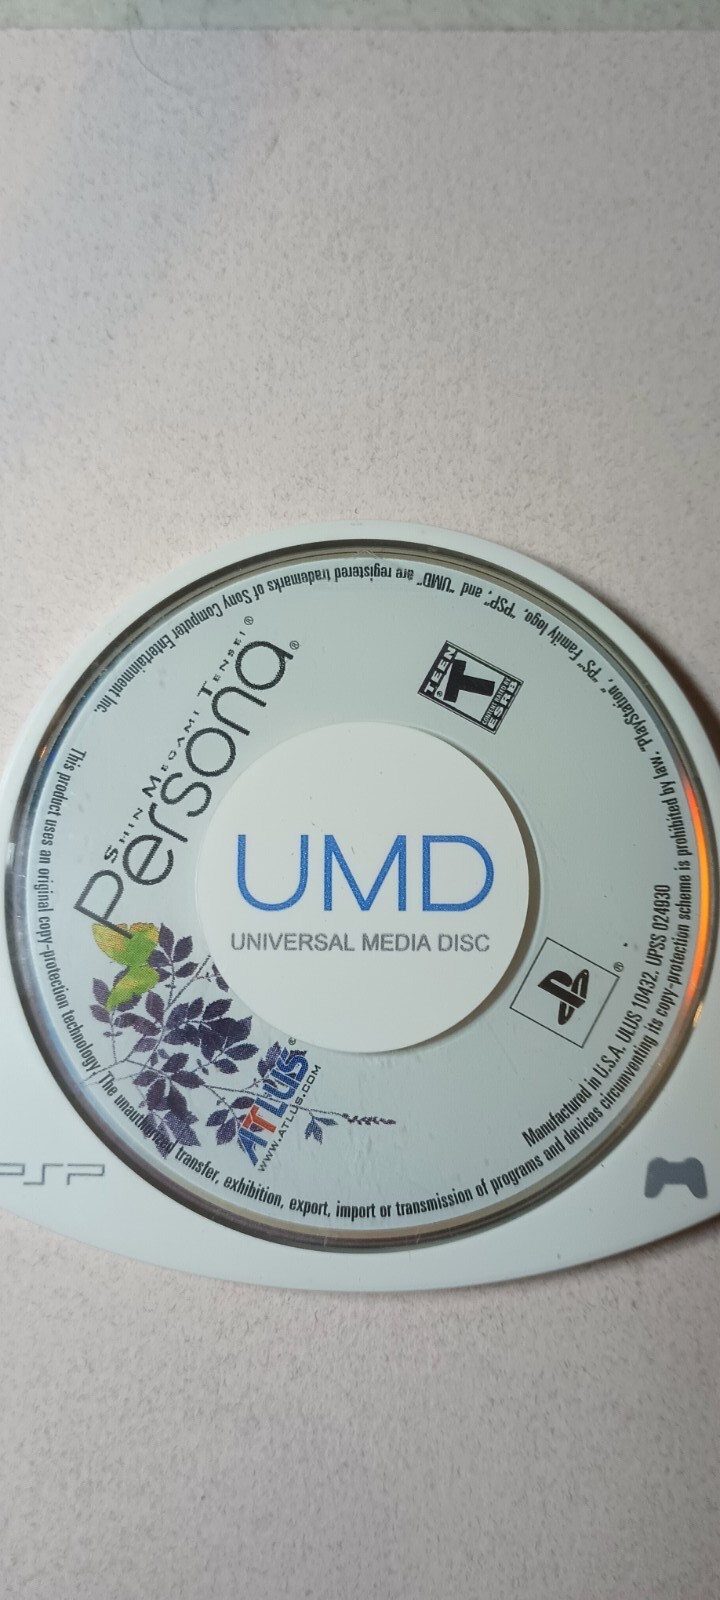 SHIN MEGAMI TENSEI®
Persona®
TEEN
T
®
CONTENT RATED BY
ESRB
UMD
UNIVERSAL MEDIA DISC
®
ATLUS®
WWW.ATLUS.COM
Manufactured in U.S.A. ULUS 10432. UPSS 024930
This product uses an original copy-protection technology. The unauthorized transfer, exhibition, export, import or transmission of programs and devices circumventing its copy-protection scheme is prohibited by law. "PlayStation", "PS" Family logo, "PSP", and "UMD" are registered trademarks of Sony Computer Entertainment Inc.
PSP